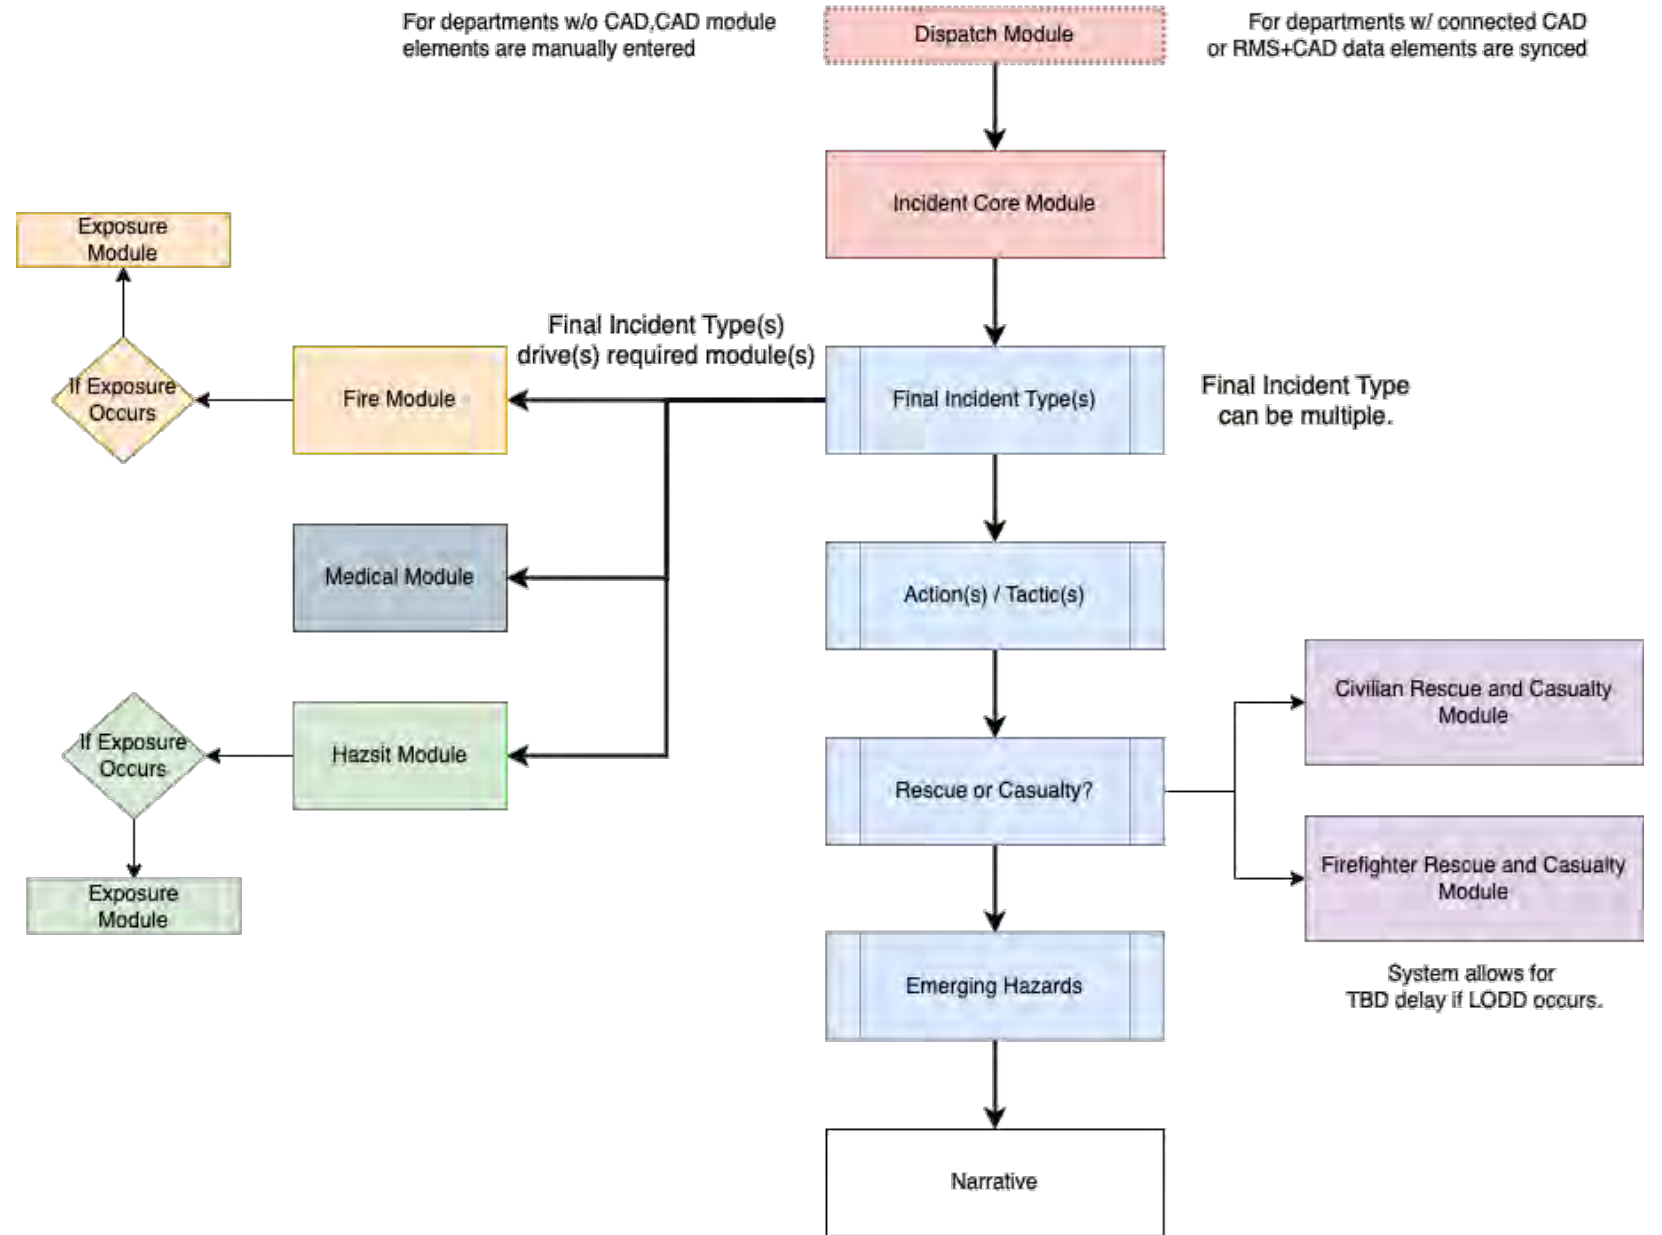 For departments w/o CAD,CAD module
elements are manually entered
Dispatch Module
For departments w/ connected CAD
or RMS+CAD data elements are synced
Incident Core Module
Exposure
Module
Final Incident Type(s)
drive(s) required module(s)
If Exposure
Occurs
Fire Module
Final Incident Type(s)
Final Incident Type
can be multiple.
Medical Module
Action(s) / Tactic(s)
Civilian Rescue and Casualty
Module
If Exposure
Occurs
Hazsit Module
Rescue or Casualty?
Firefighter Rescue and Casualty
Module
Exposure
Module
System allows for
TBD delay if LODD occurs.
Emerging Hazards
Narrative